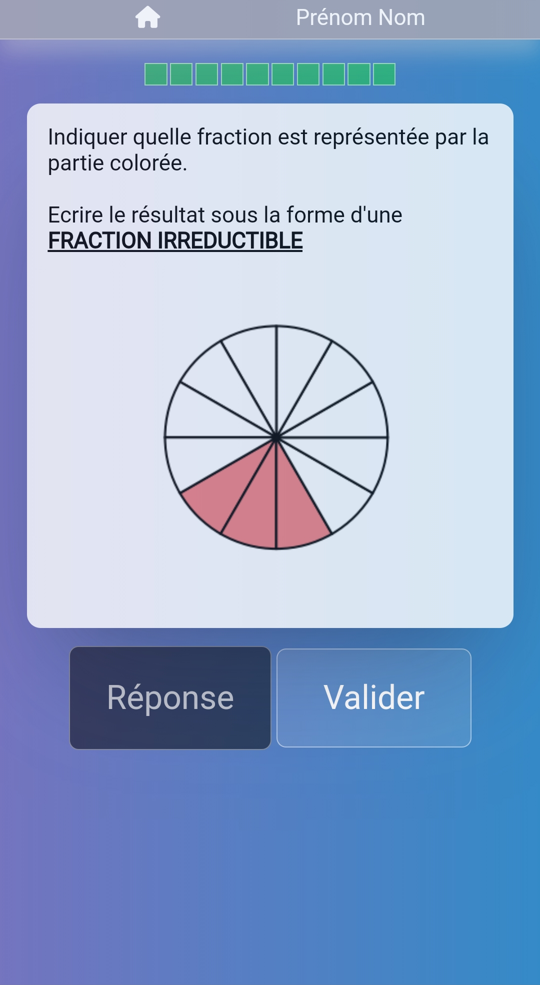 Prénom Nom
Indiquer quelle fraction est représentée par la
partie colorée.
Ecrire le résultat sous la forme d'une
FRACTION IRREDUCTIBLE
Réponse
Valider